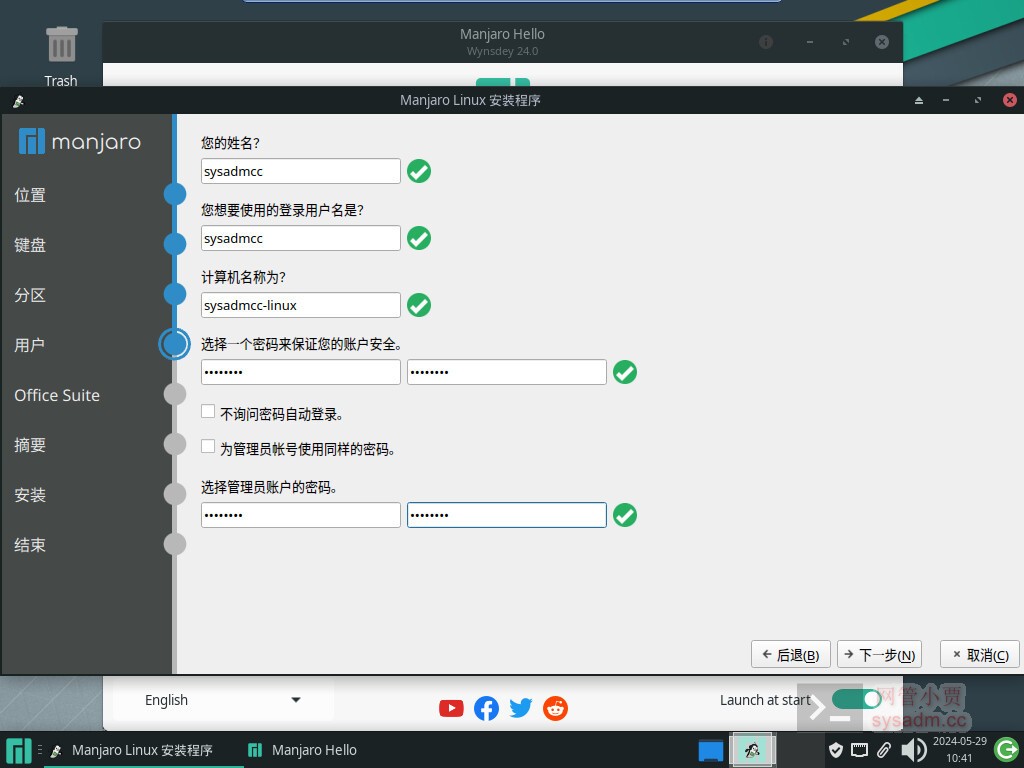 Manjaro Hello
Wynsdey 24.0
Trash
Manjaro Linux 安装程序
manjaro
位置
键盘
分区
用户
Office Suite
摘要
安装
结束
您的姓名?
sysadmcc
您想要使用的登录用户名是?
sysadmcc
计算机名称为?
sysadmcc-linux
选择一个密码来保证您的账户安全。
•••••••• ••••••••
不询问密码自动登录。
为管理员帐号使用同样的密码。
选择管理员账户的密码。
•••••••• ••••••••
后退(B) 下一步(N) 取消(C)
English
Launch at start
网管小贾
sysadm.cc
Manjaro Linux 安装程序
Manjaro Hello
2024-05-29
10:41